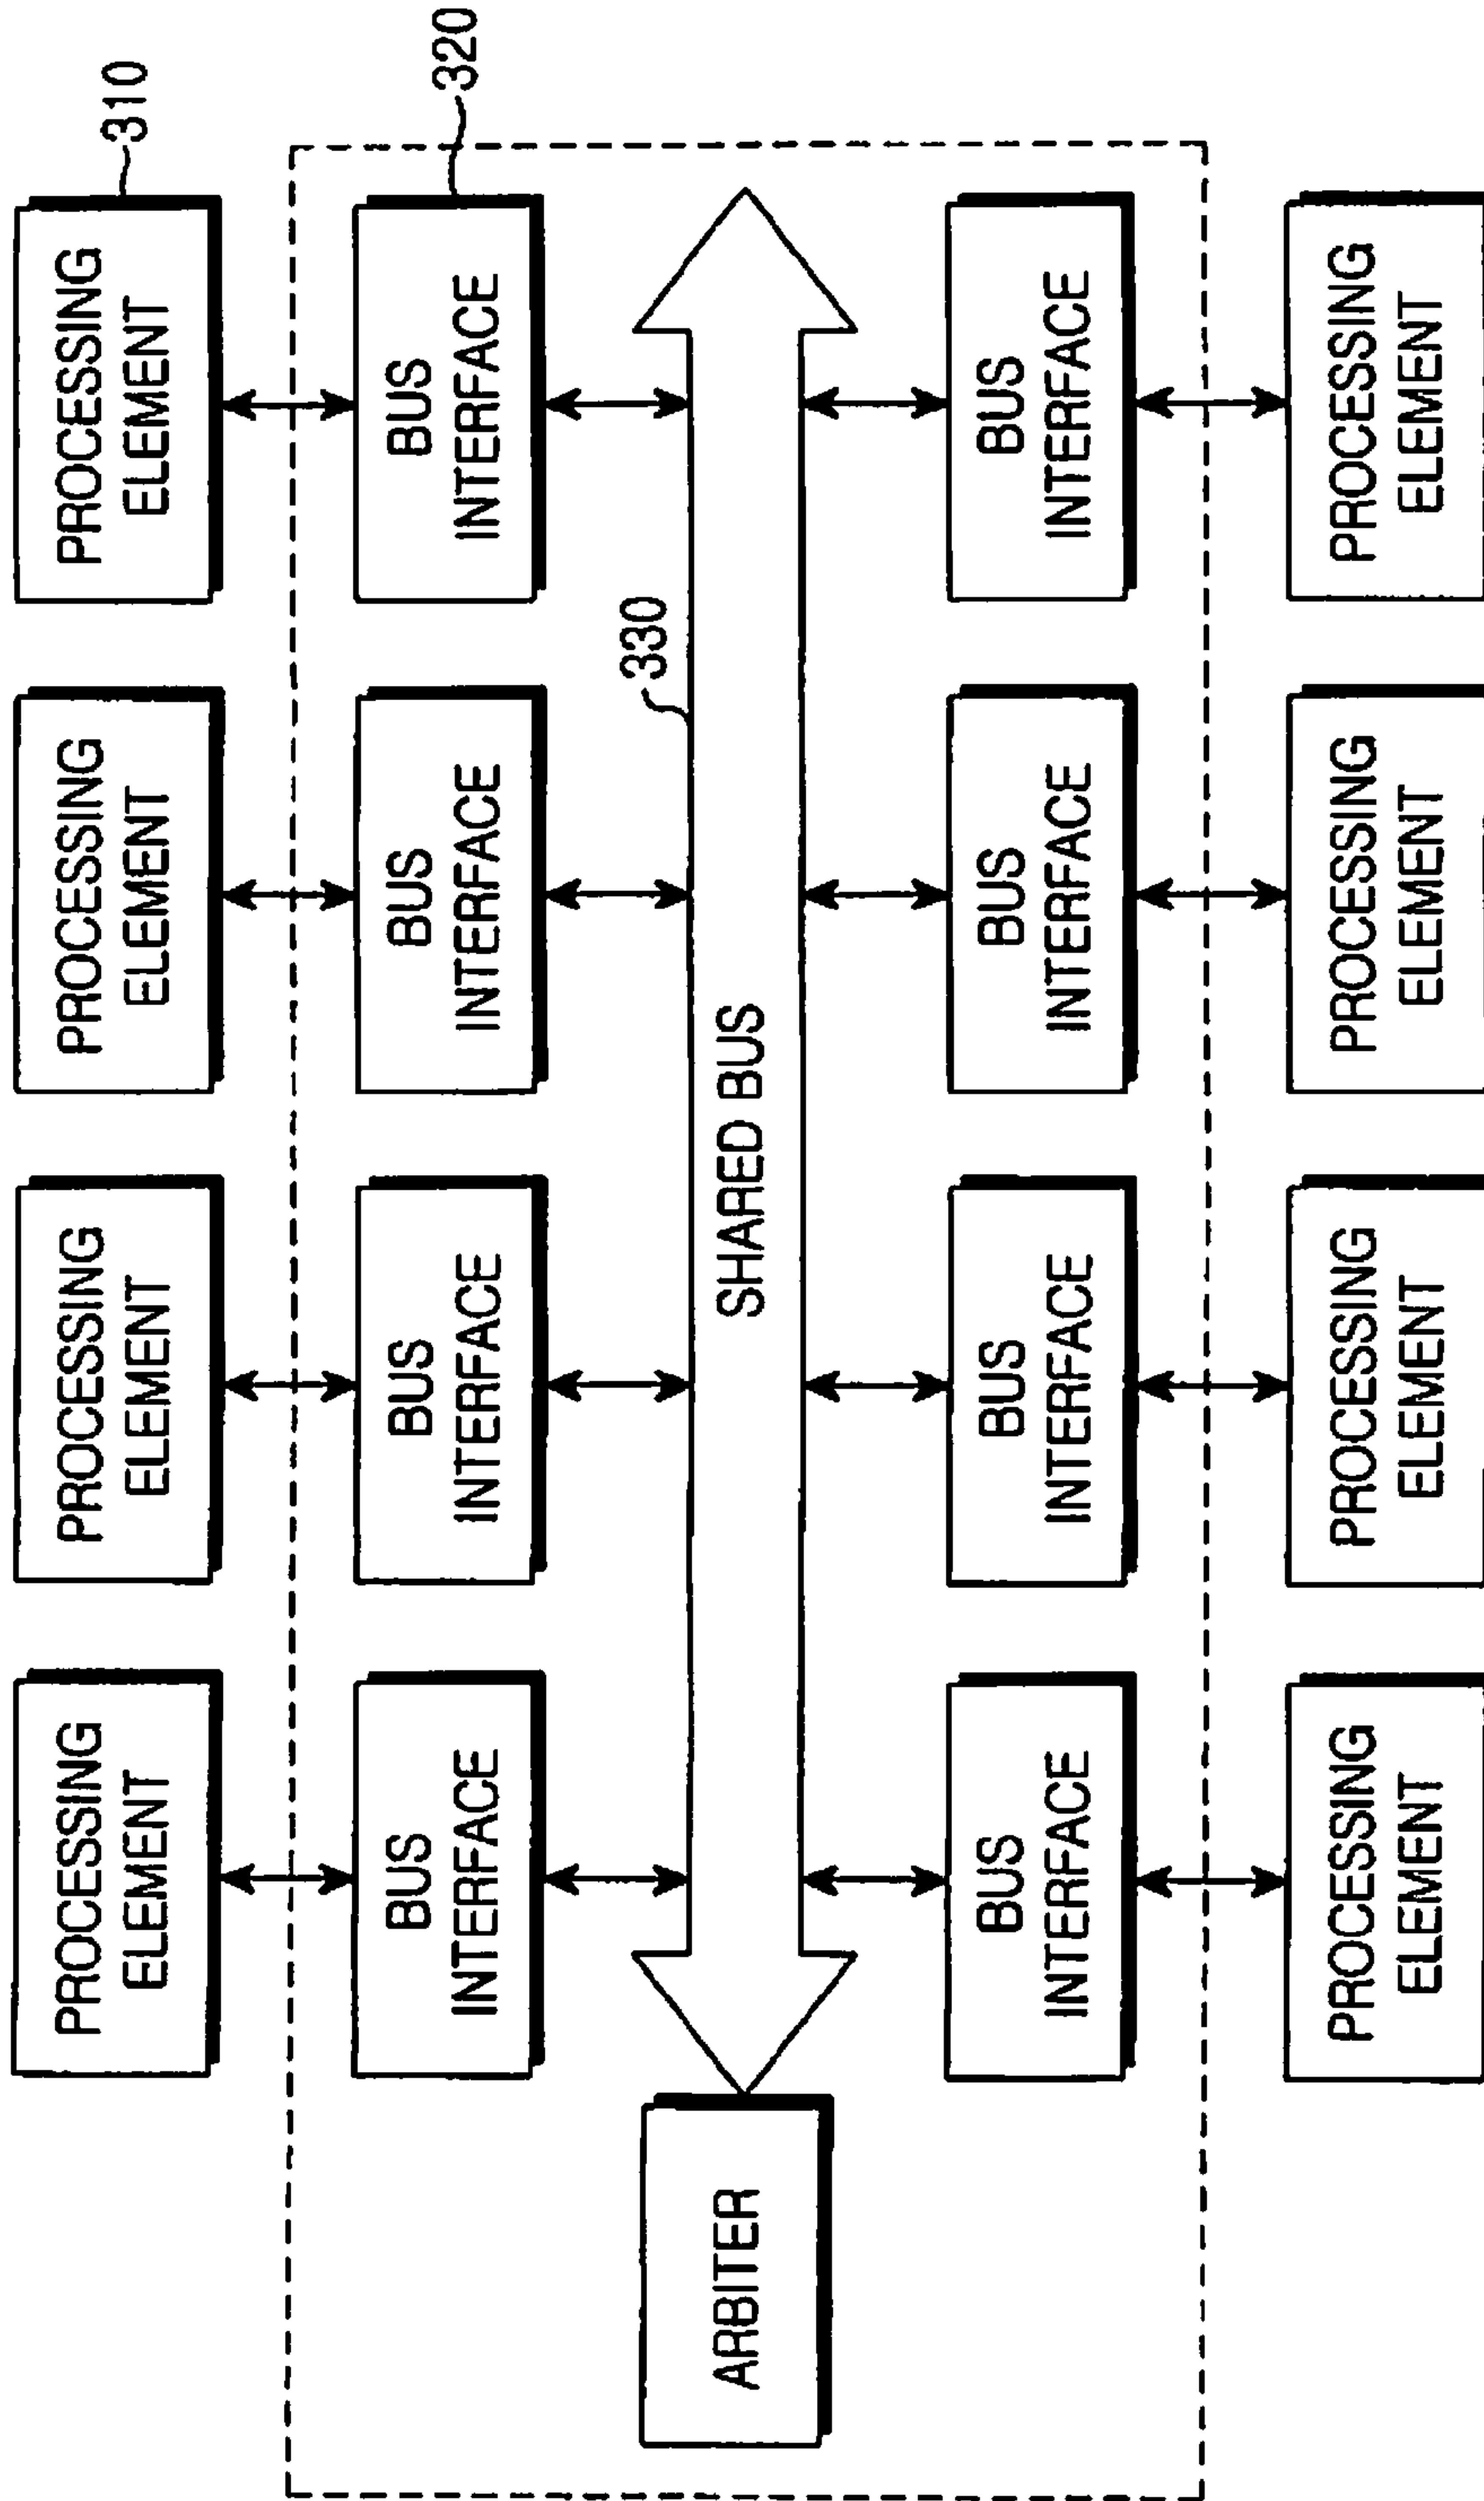 PROCESSING
ELEMENT
PROCESSING
ELEMENT
PROCESSING
ELEMENT
PROCESSING
ELEMENT
310
BUS
INTERFACE
BUS
INTERFACE
BUS
INTERFACE
BUS
INTERFACE
320
330
ARBITER
SHARED BUS
BUS
INTERFACE
BUS
INTERFACE
BUS
INTERFACE
BUS
INTERFACE
PROCESSING
ELEMENT
PROCESSING
ELEMENT
PROCESSING
ELEMENT
PROCESSING
ELEMENT